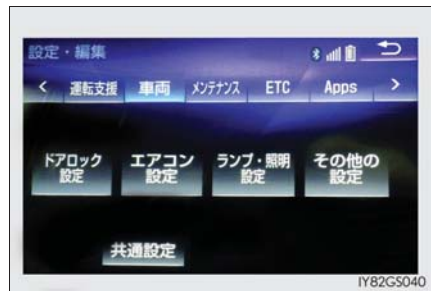 設定・編集
< 運転支援 車両 メンテナンス ETC Apps >
ドアロック
設定
エアコン
設定
ランプ・照明
設定
その他の
設定
共通設定
IY82GS040